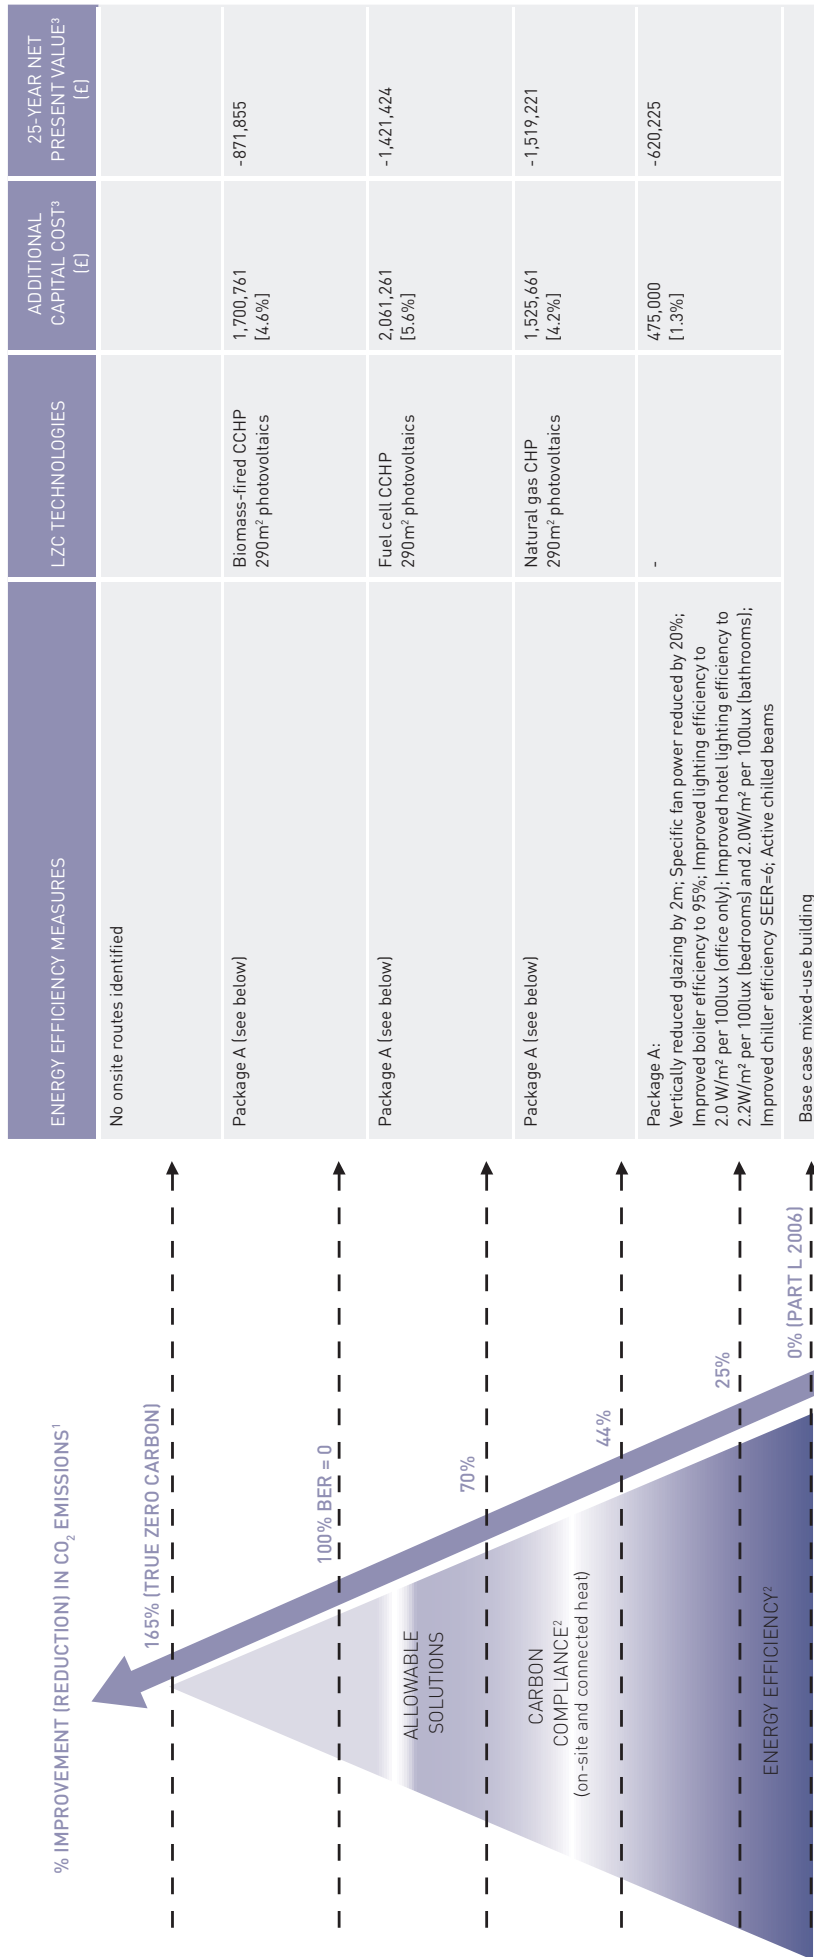 % IMPROVEMENT (REDUCTION) IN CO₂ EMISSIONS¹
165% (TRUE ZERO CARBON)
100% BER = 0
70%
44%
25%
0% (PART L 2006)
ALLOWABLE
SOLUTIONS
CARBON
COMPLIANCE²
(on-site and connected heat)
ENERGY EFFICIENCY²
ENERGY EFFICIENCY MEASURES
LZC TECHNOLOGIES
ADDITIONAL
CAPITAL COST³
(£)
25-YEAR NET
PRESENT VALUE³
(£)
No onsite routes identified
Package A (see below)
Biomass-fired CCHP
290m² photovoltaics
1,700,761
[4.6%]
-871,855
Package A (see below)
Fuel cell CCHP
290m² photovoltaics
2,061,261
[5.6%]
-1,421,424
Package A (see below)
Natural gas CHP
290m² photovoltaics
1,525,661
[4.2%]
-1,519,221
Package A:
Vertically reduced glazing by 2m; Specific fan power reduced by 20%;
Improved boiler efficiency to 95%; Improved lighting efficiency to
2.0 W/m² per 100lux (office only); Improved hotel lighting efficiency to
2.2W/m² per 100lux (bedrooms) and 2.0W/m² per 100lux (bathrooms);
Improved chiller efficiency SEER=6; Active chilled beams
-
475,000
[1.3%]
-620,225
Base case mixed-use building